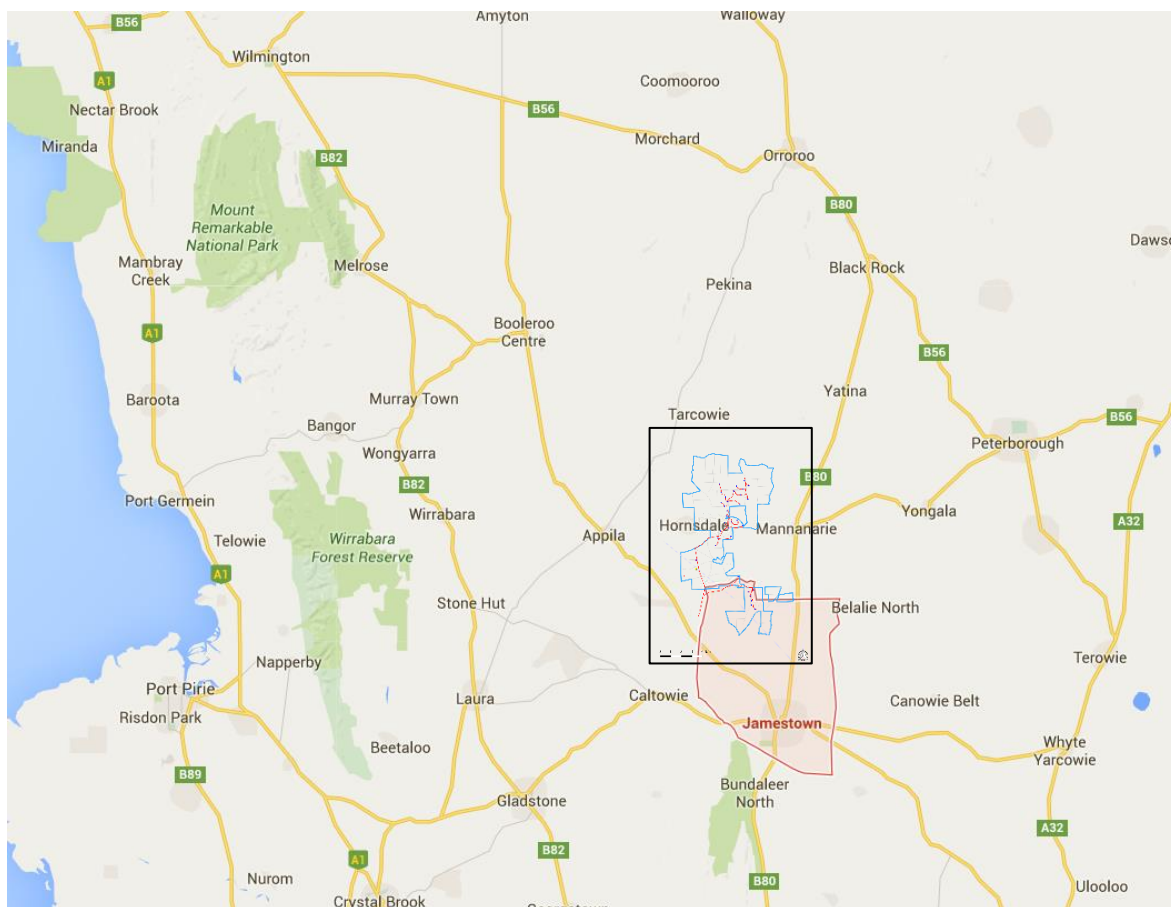 Amyton
Walloway
B56
Wilmington
A1
Coomooroo
Nectar Brook
B56
Morchard
Miranda
B82
Orroroo
Mount
Remarkable
National Park
B80
Dawso
Mambray
Creek
Melrose
Black Rock
Pekina
A1
Booleroo
Centre
B56
Yatina
Baroota
Murray Town
Tarcowie
B56
Bangor
Peterborough
Wongyarra
B80
B82
Port Germein
Wirrabara
Yongala
A32
Hornsdale
Mannanarie
Appila
Telowie
Wirrabara
Forest Reserve
A1
Stone Hut
Belalie North
Napperby
Terowie
Port Pirie
Laura
Caltowie
Canowie Belt
Risdon Park
Jamestown
Beetaloo
Whyte
Yarcowie
B89
Bundaleer
North
Gladstone
A32
B82
A1
Nurom
B80
Ulooloo
Crystal Brook
Georgetown